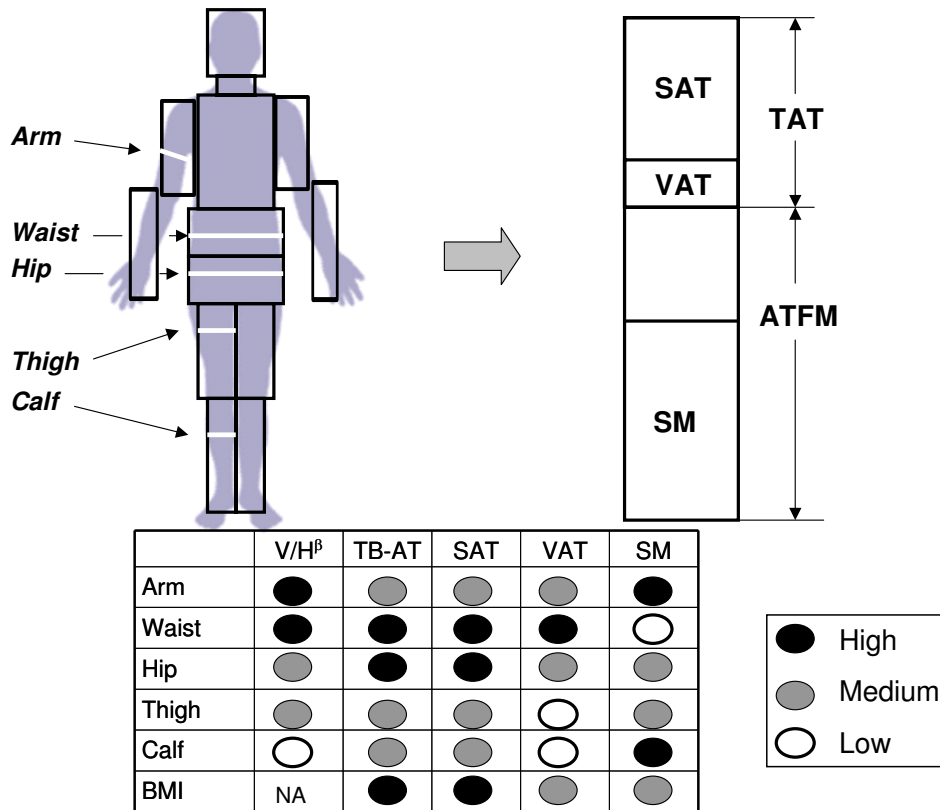 Arm
Waist
Hip
Thigh
Calf
SAT
VAT
SM
TAT
ATFM
V/Hᵝ TB-AT SAT VAT SM
Arm
Waist
Hip
Thigh
Calf
BMI NA
High
Medium
Low